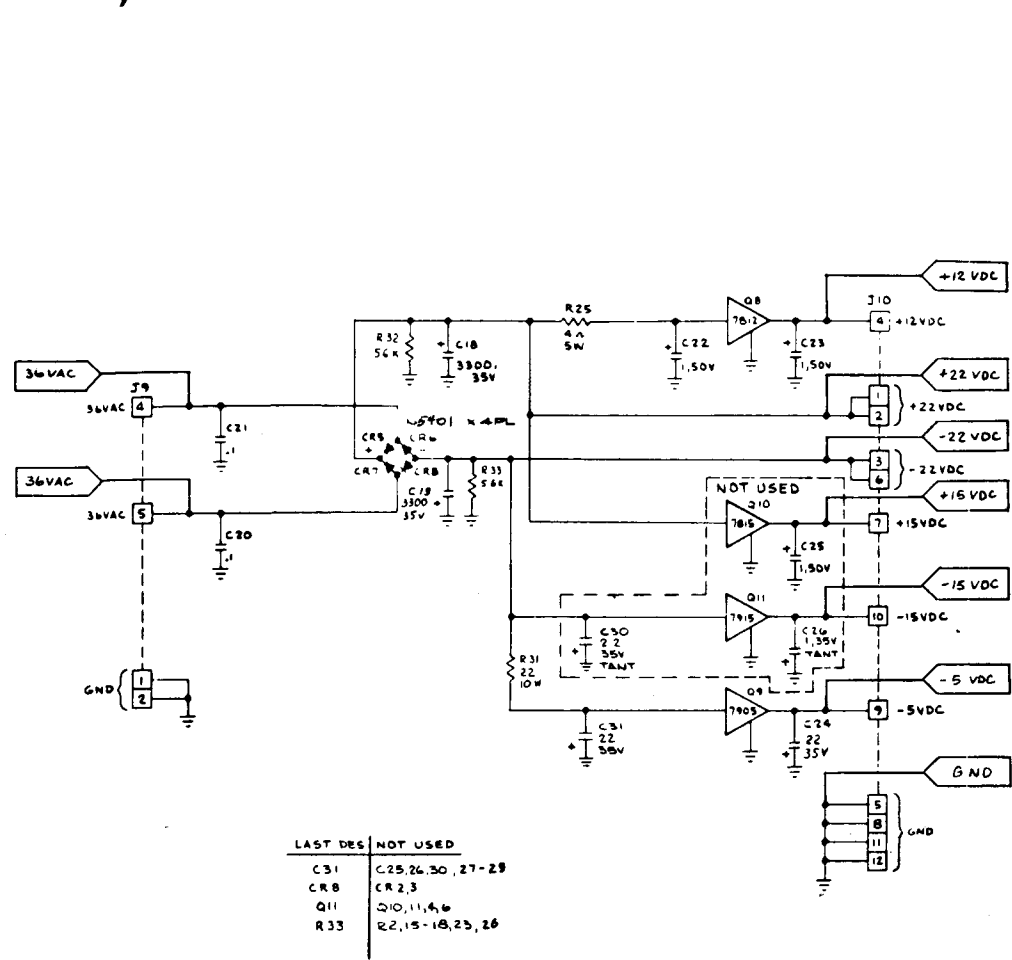 +12 VDC
J10
4 +12VDC
Q8
7812
R25
4Ω
5W
R32
56K
+ C18
3300,
35V
+ C22
1,50V
+ C23
1,50V
36VAC
J9
36VAC 4
C21
.1
+22 VDC
1
2
+22VDC
5401 x 4PL
CR5
CR6
+
-
CR7
CR8
-22 VDC
3
6
-22VDC
C19
3300 +
35V
R33
5.6K
36VAC
36VAC 5
C20
.1
NOT USED
Q10
7815
+ C25
1,50V
+15 VDC
7 +15VDC
Q11
7915
C30
2.2
35V
+ TANT
C26
1,35V
+ TANT
-15 VDC
10 -15VDC
R31
22
10W
GND
1
2
Q9
7905
C31
22
+ 35V
C24
22
+ 35V
-5 VDC
9 -5VDC
GND
5
8
11
12
GND
LAST DES NOT USED
C31 C25,26,30,27-29
CR8 CR2,3
Q11 Q10,11,4,6
R33 R2,15-18,23,26